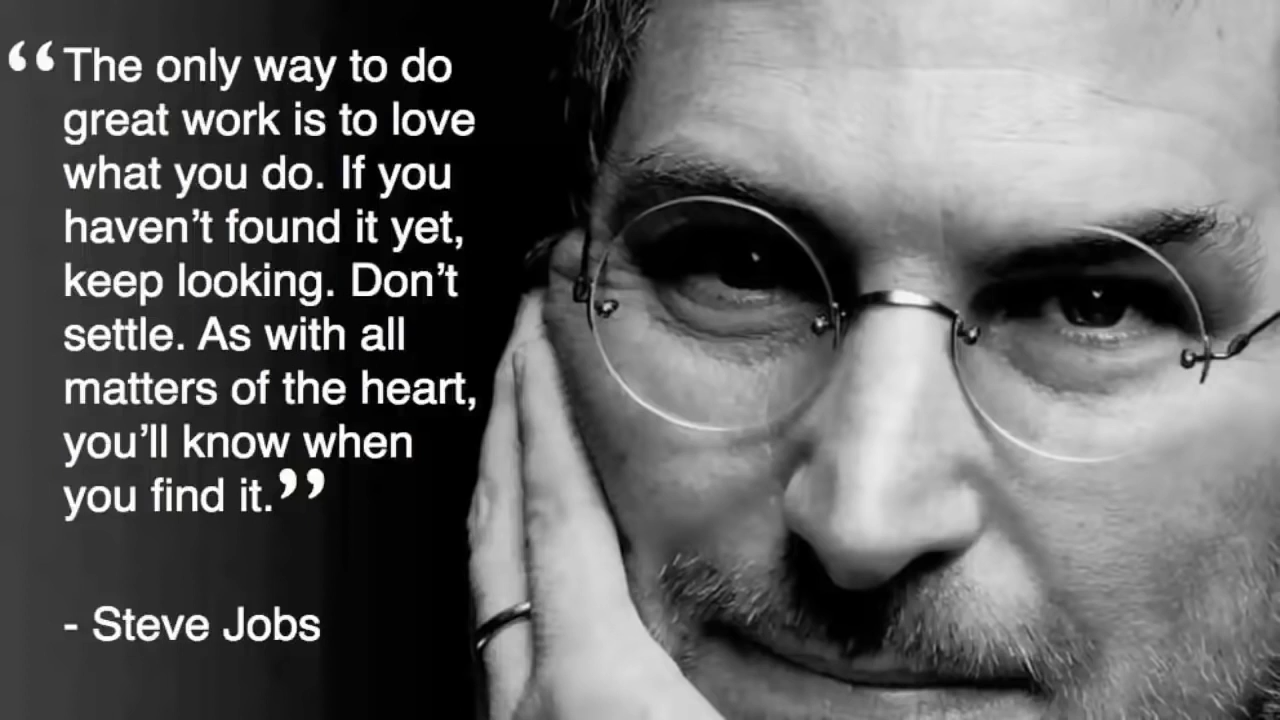 “The only way to do
great work is to love
what you do. If you
haven’t found it yet,
keep looking. Don’t
settle. As with all
matters of the heart,
you’ll know when
you find it.”
- Steve Jobs